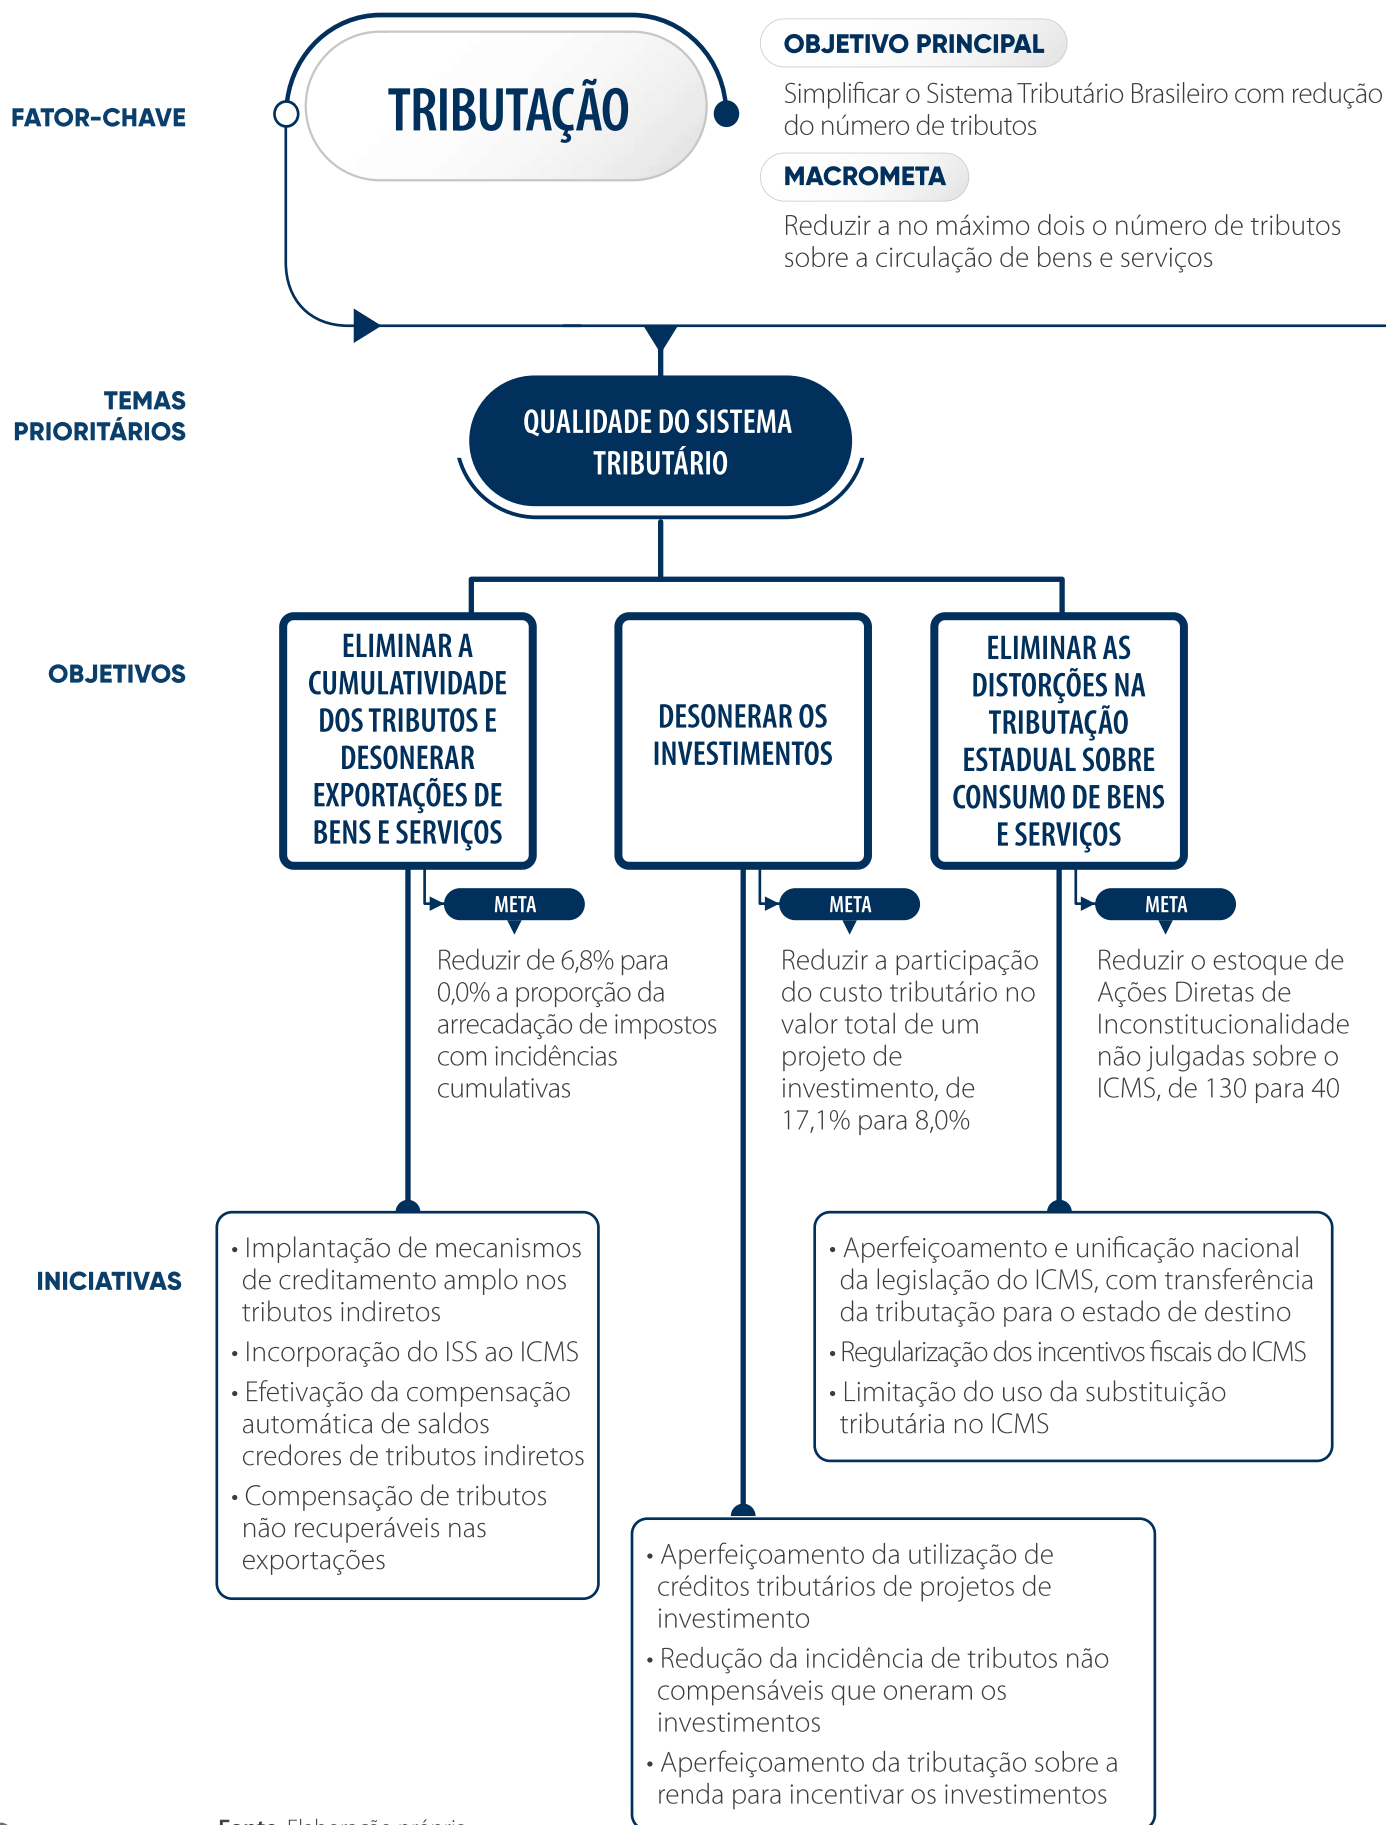 FATOR-CHAVE
TRIBUTAÇÃO
OBJETIVO PRINCIPAL
Simplificar o Sistema Tributário Brasileiro com redução
do número de tributos
MACROMETA
Reduzir a no máximo dois o número de tributos
sobre a circulação de bens e serviços
TEMAS
PRIORITÁRIOS
QUALIDADE DO SISTEMA
TRIBUTÁRIO
OBJETIVOS
ELIMINAR A
CUMULATIVIDADE
DOS TRIBUTOS E
DESONERAR
EXPORTAÇÕES DE
BENS E SERVIÇOS
META
Reduzir de 6,8% para
0,0% a proporção da
arrecadação de impostos
com incidências
cumulativas
DESONERAR OS
INVESTIMENTOS
META
Reduzir a participação
do custo tributário no
valor total de um
projeto de
investimento, de
17,1% para 8,0%
ELIMINAR AS
DISTORÇÕES NA
TRIBUTAÇÃO
ESTADUAL SOBRE
CONSUMO DE BENS
E SERVIÇOS
META
Reduzir o estoque de
Ações Diretas de
Inconstitucionalidade
não julgadas sobre o
ICMS, de 130 para 40
INICIATIVAS
• Implantação de mecanismos
de creditamento amplo nos
tributos indiretos
• Incorporação do ISS ao ICMS
• Efetivação da compensação
automática de saldos
credores de tributos indiretos
• Compensação de tributos
não recuperáveis nas
exportações
• Aperfeiçoamento da utilização de
créditos tributários de projetos de
investimento
• Redução da incidência de tributos não
compensáveis que oneram os
investimentos
• Aperfeiçoamento da tributação sobre a
renda para incentivar os investimentos
• Aperfeiçoamento e unificação nacional
da legislação do ICMS, com transferência
da tributação para o estado de destino
• Regularização dos incentivos fiscais do ICMS
• Limitação do uso da substituição
tributária no ICMS
Fonte. Elaboração própria